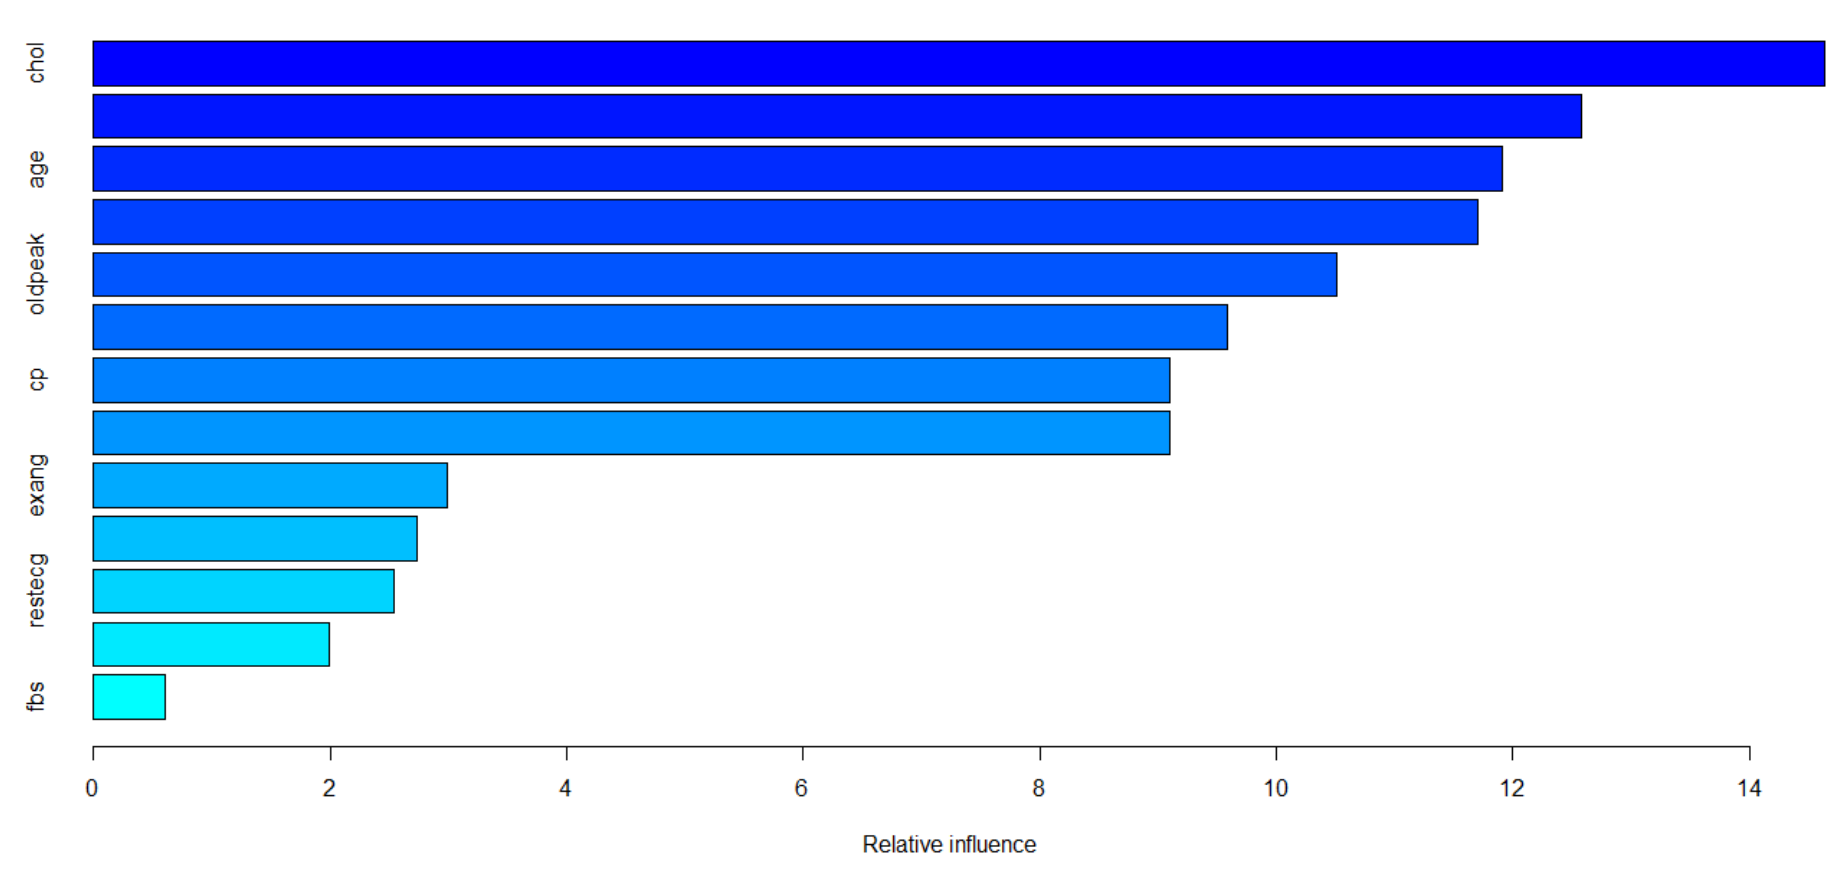 chol
age
oldpeak
cp
exang
restecg
fbs
0 2 4 6 8 10 12 14
Relative influence